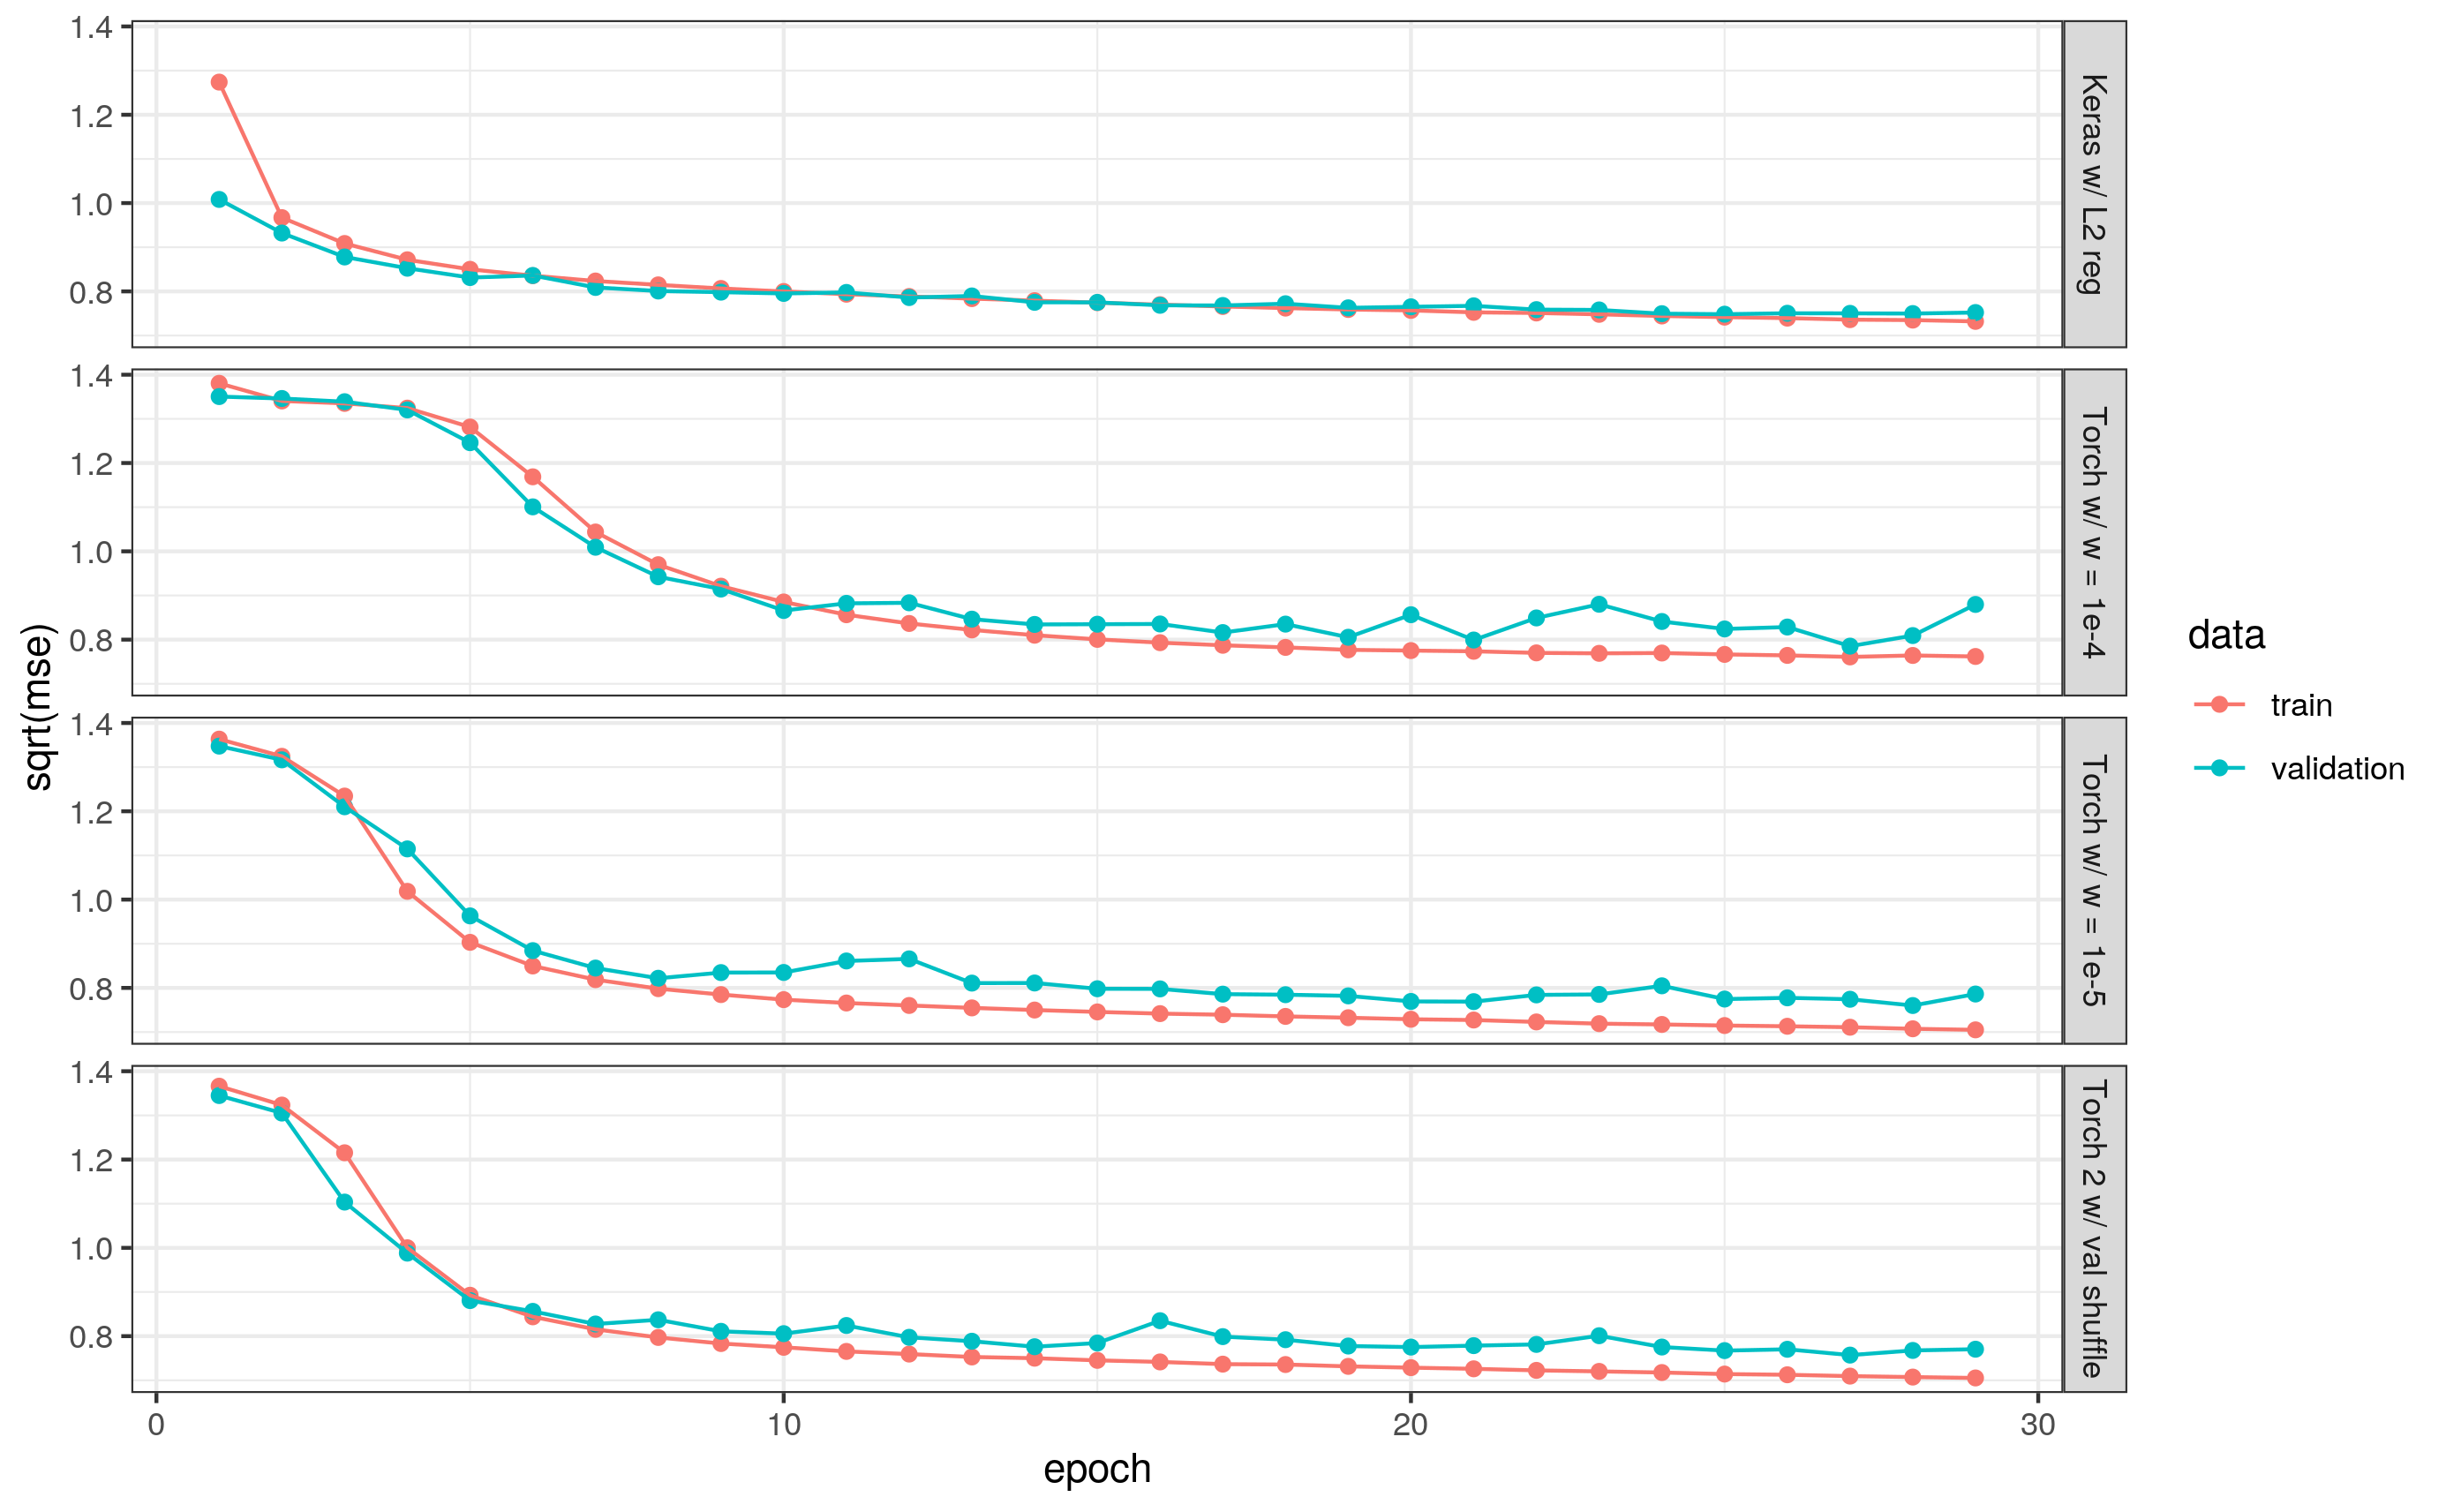 sqrt(mse)
1.4
1.2
1.0
0.8
Keras w/ L2 reg
1.4
1.2
1.0
0.8
Torch w/ w = 1e-4
1.4
1.2
1.0
0.8
Torch w/ w = 1e-5
1.4
1.2
1.0
0.8
Torch 2 w/ val shuffle
0 10 20 30
epoch
data
train
validation